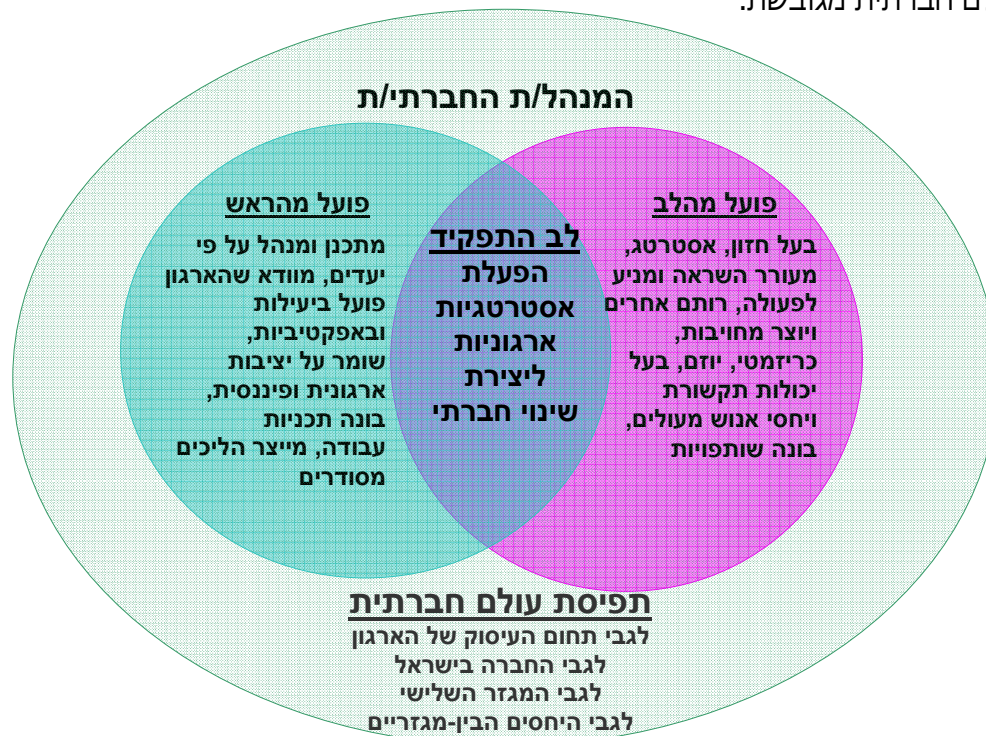 חברתית מגובשת.
המנהל/ת החברתי/ת
פועל מהלב
בעל חזון, אסטרטג,
מעורר השראה ומניע
לפעולה, רותם אחרים
ויוצר מחויבות,
כריזמטי, יוזם, בעל
יכולות תקשורת
ויחסי אנוש מעולים,
בונה שותפויות
לב התפקיד
הפעלת
אסטרטגיות
ארגוניות
ליצירת
שינוי חברתי
פועל מהראש
מתכנן ומנהל על פי
יעדים, מוודא שהארגון
פועל ביעילות
ובאפקטיביות,
שומר על יציבות
ארגונית ופיננסית,
בונה תכניות
עבודה, מייצר הליכים
מסודרים
תפיסת עולם חברתית
לגבי תחום העיסוק של הארגון
לגבי החברה בישראל
לגבי המגזר השלישי
לגבי היחסים הבין-מגזריים